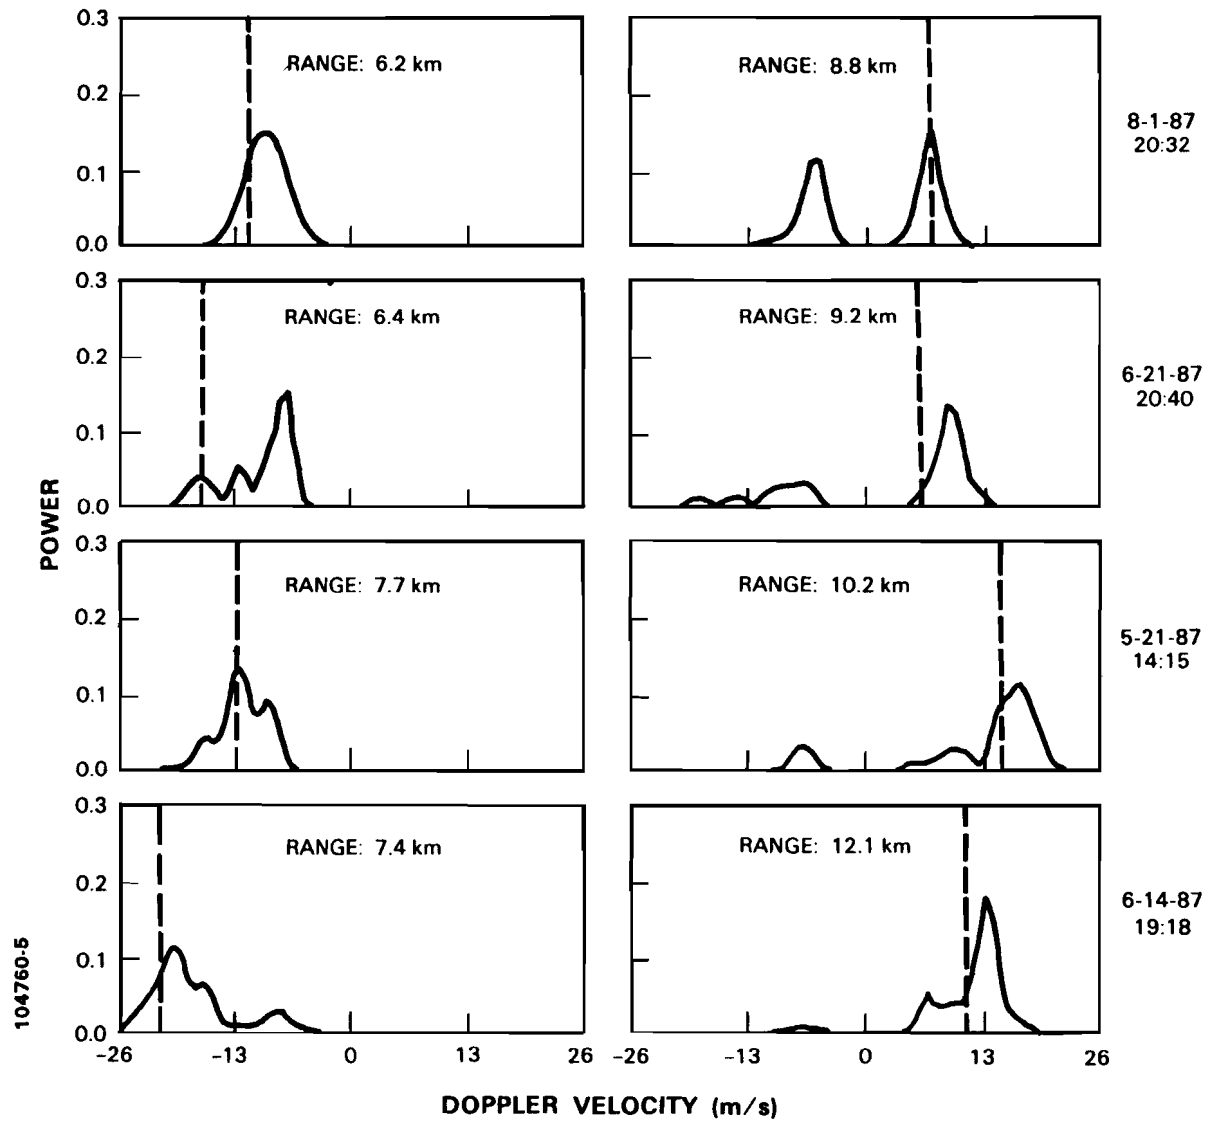 0.3
RANGE: 6.2 km
RANGE: 8.8 km
0.2
8-1-87
20:32
0.1
0.0
0.3
RANGE: 6.4 km
RANGE: 9.2 km
0.2
6-21-87
20:40
0.1
0.0
POWER
0.3
RANGE: 7.7 km
RANGE: 10.2 km
0.2
5-21-87
14:15
0.1
0.0
0.3
RANGE: 7.4 km
RANGE: 12.1 km
0.2
6-14-87
19:18
0.1
0.0
104760-5
-26 -13 0 13 26
-26 -13 0 13 26
DOPPLER VELOCITY (m/s)